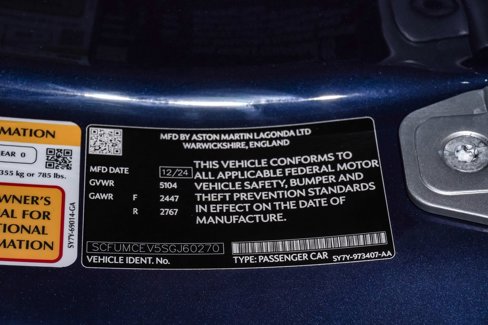 MATION
EAR 0
355 kg or 785 lbs.
WNER'S
AL FOR
TIONAL
MATION
SY7Y-69014-GA
MFD BY ASTON MARTIN LAGONDA LTD
WARWICKSHIRE, ENGLAND
MFD DATE 12/24
GVWR 5104
GAWR F 2447
R 2767
THIS VEHICLE CONFORMS TO
ALL APPLICABLE FEDERAL MOTOR
VEHICLE SAFETY, BUMPER AND
THEFT PREVENTION STANDARDS
IN EFFECT ON THE DATE OF
MANUFACTURE.
SCFUMCEV5SGJ60270
VEHICLE IDENT. No.
TYPE: PASSENGER CAR
SY7Y-973407-AA